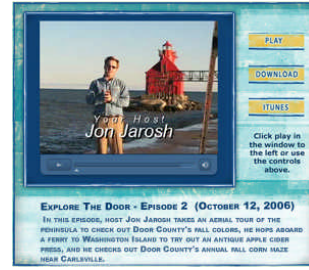 Your Host
Jon Jarosh
PLAY
DOWNLOAD
ITUNES
Click play in
the window to
the left or use
the controls
above.
EXPLORE THE DOOR - EPISODE 2 (OCTOBER 12, 2006)
IN THIS EPISODE, HOST JON JAROSH TAKES AN AERIAL TOUR OF THE
PENINSULA TO CHECK OUT DOOR COUNTY'S FALL COLORS, HE HOPS ABOARD
A FERRY TO WASHINGTON ISLAND TO TRY OUT AN ANTIQUE APPLE CIDER
PRESS, AND HE CHECKS OUT DOOR COUNTY'S ANNUAL FALL CORN MAZE
NEAR CARLSVILLE.